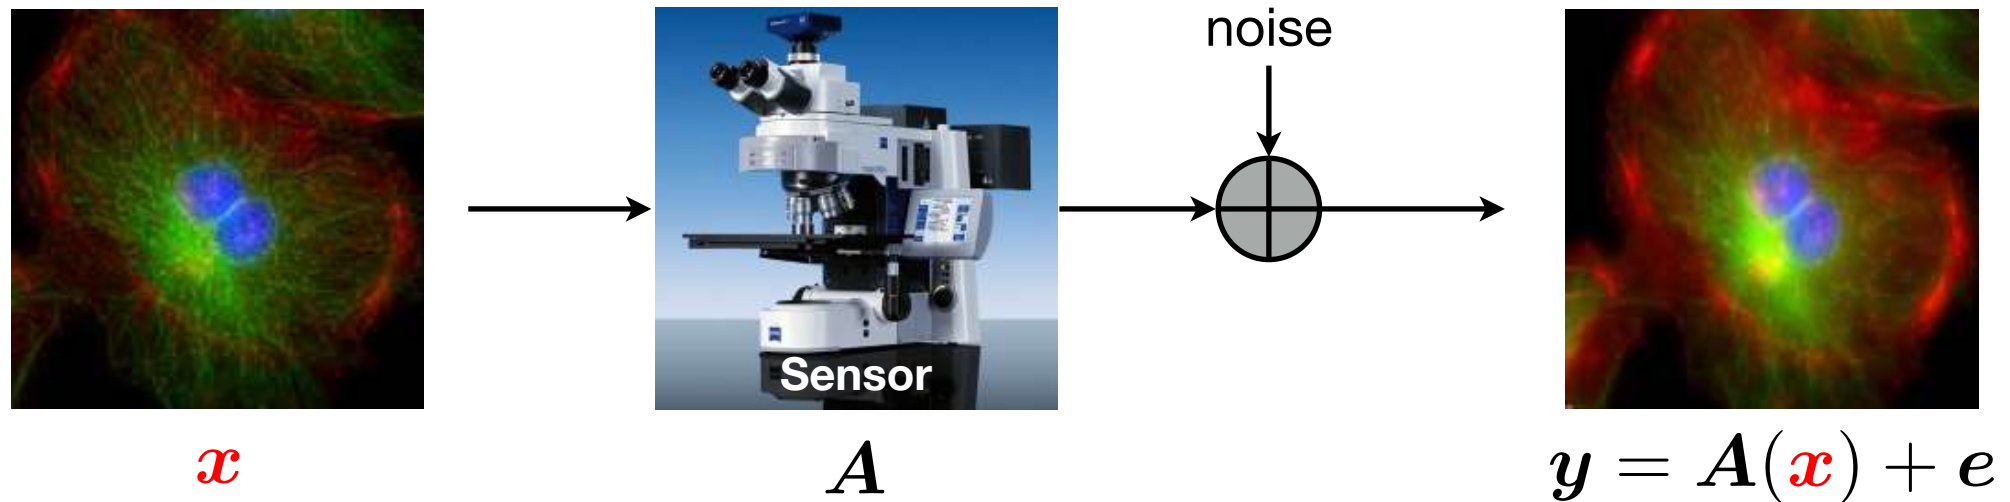 noise
Sensor
x
A
y = A(x) + e